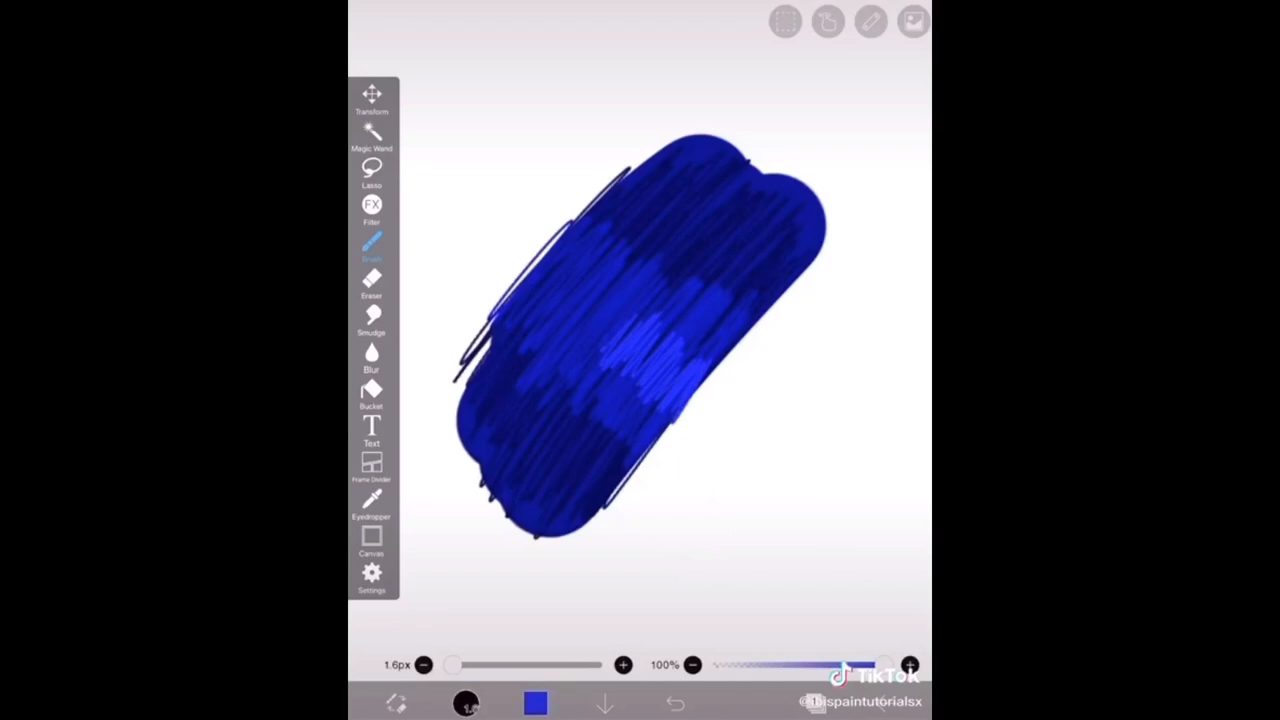 Transform
Magic Wand
Lasso
FX
Filter
Brush
Eraser
Smudge
Blur
Bucket
T
Text
Frame Divider
Eyedropper
Canvas
Settings
1.6px
100%
TikTok
@ibispaintutorialsx